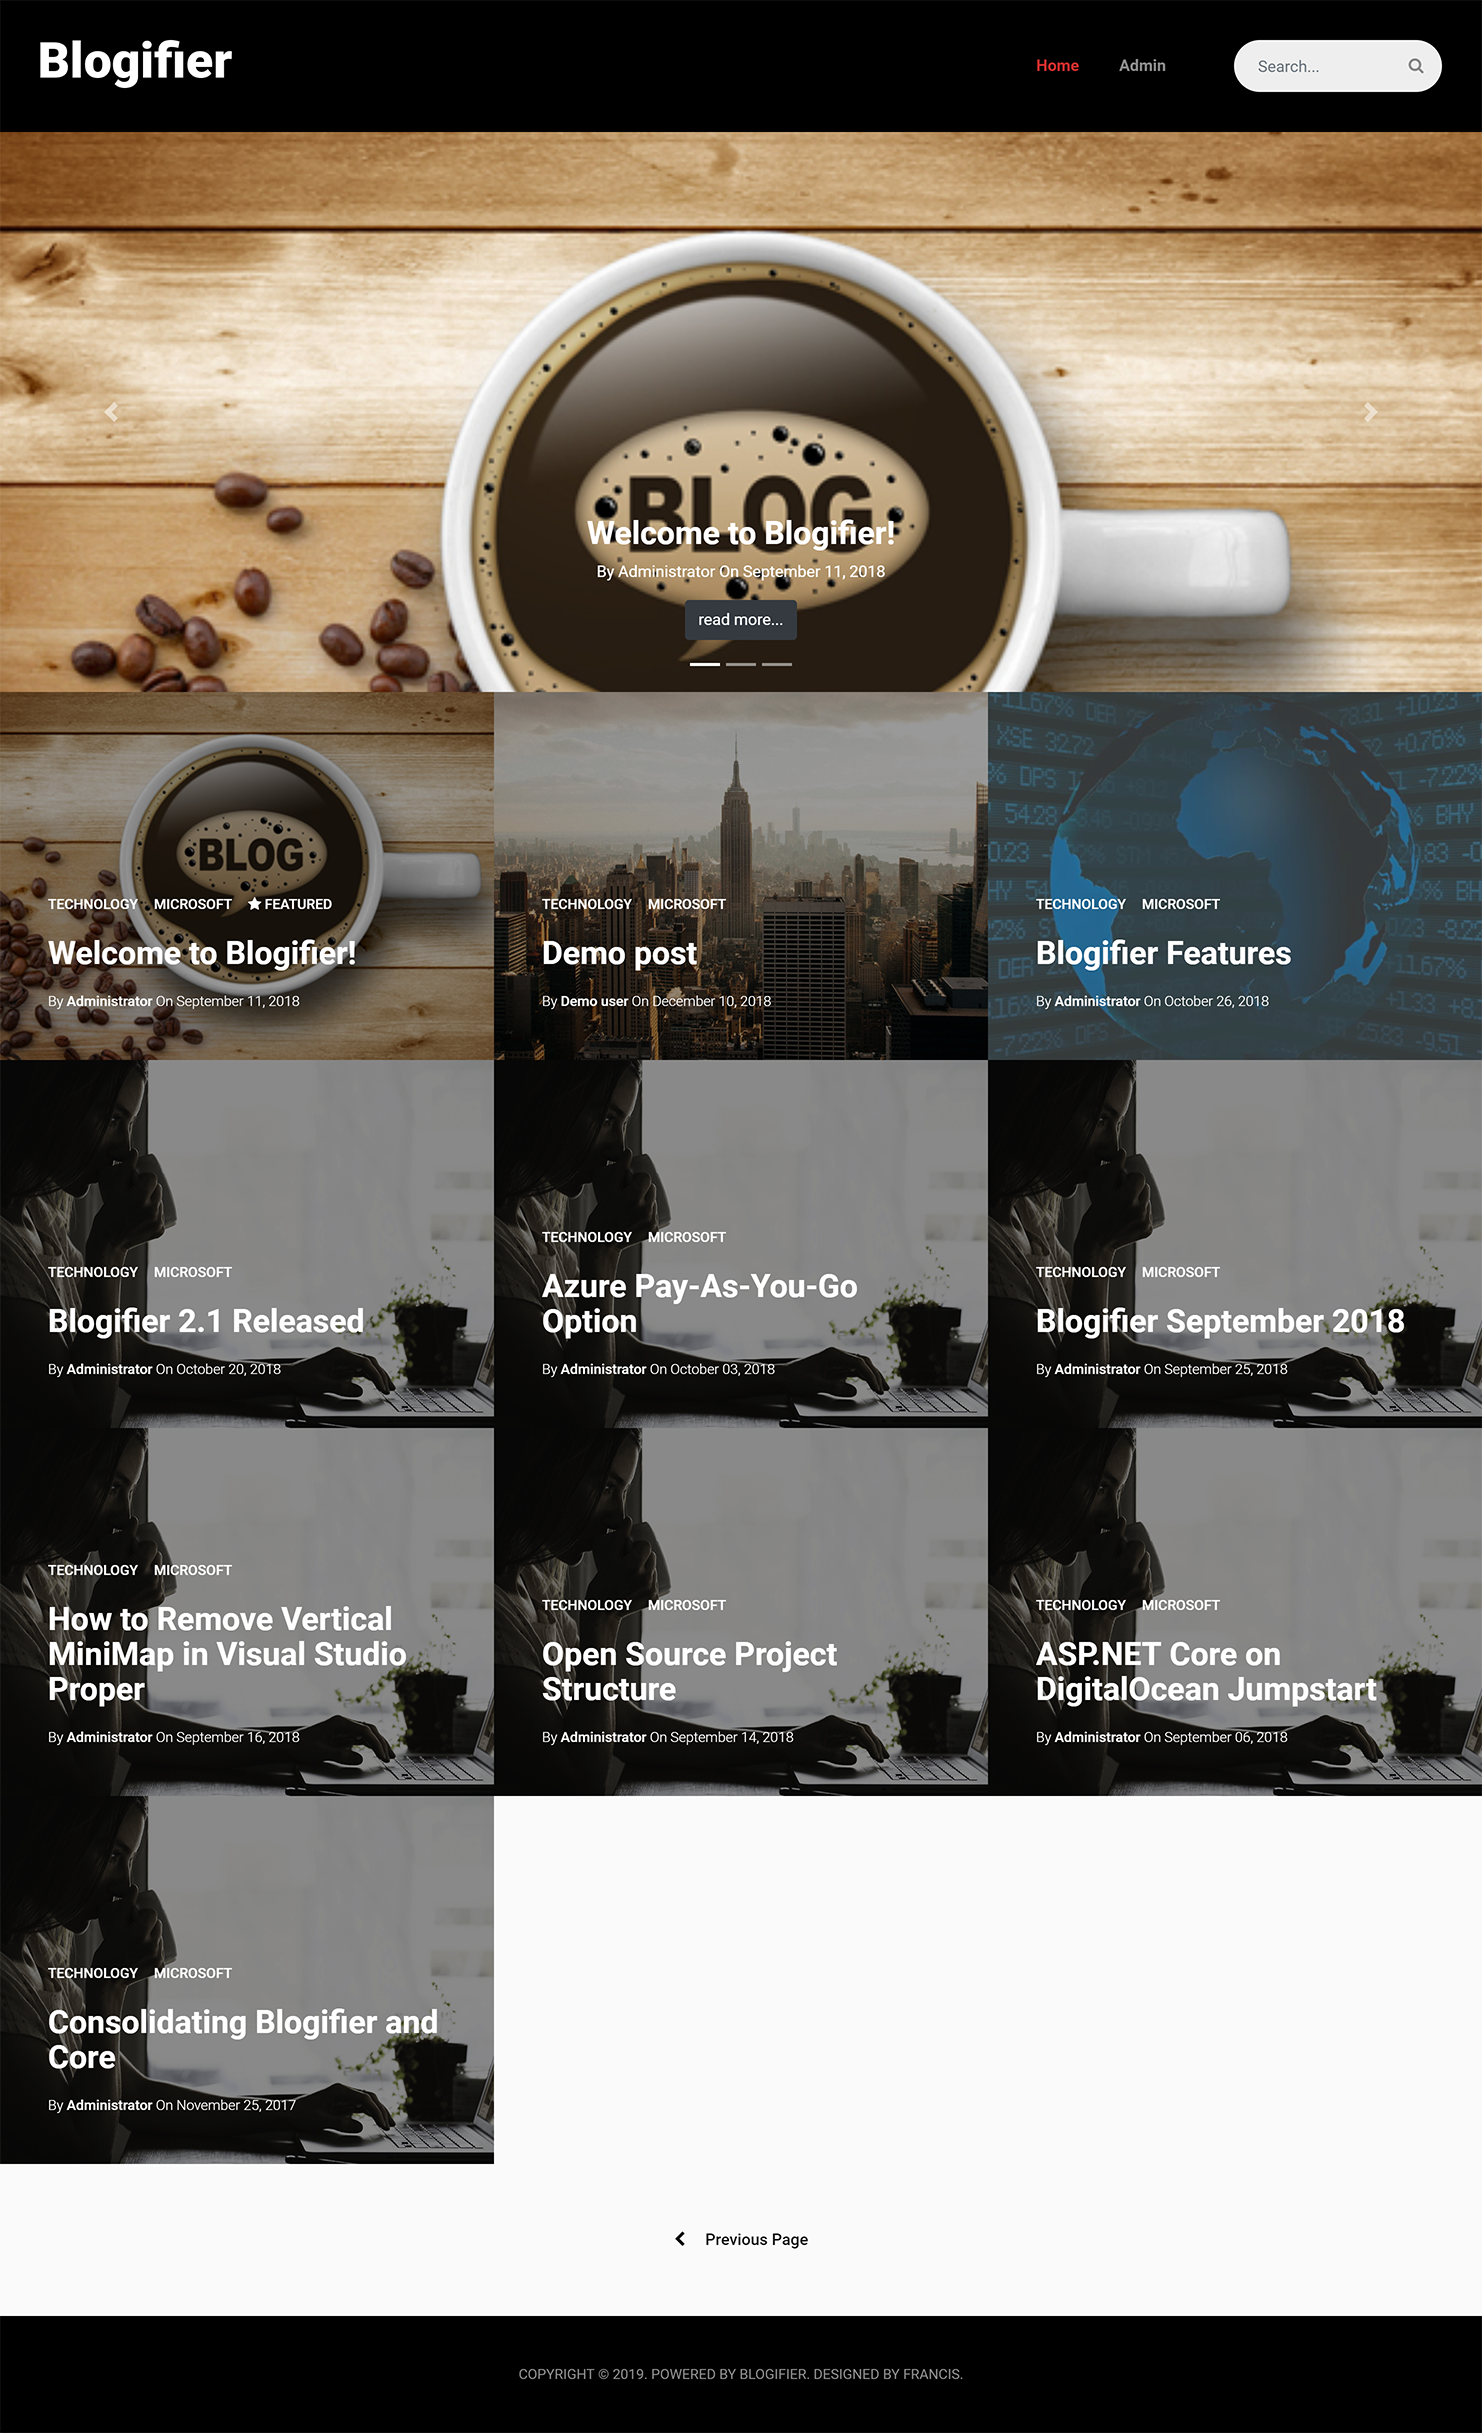 Blogifier
Home Admin Search...
BLOG
Welcome to Blogifier!
By Administrator On September 11, 2018
read more...
BLOG
TECHNOLOGY MICROSOFT FEATURED
Welcome to Blogifier!
By Administrator On September 11, 2018
TECHNOLOGY MICROSOFT
Demo post
By Demo user On December 10, 2018
TECHNOLOGY MICROSOFT
Blogifier Features
By Administrator On October 26, 2018
TECHNOLOGY MICROSOFT
Blogifier 2.1 Released
By Administrator On October 20, 2018
TECHNOLOGY MICROSOFT
Azure Pay-As-You-Go
Option
By Administrator On October 03, 2018
TECHNOLOGY MICROSOFT
Blogifier September 2018
By Administrator On September 25, 2018
TECHNOLOGY MICROSOFT
How to Remove Vertical
MiniMap in Visual Studio
Proper
By Administrator On September 16, 2018
TECHNOLOGY MICROSOFT
Open Source Project
Structure
By Administrator On September 14, 2018
TECHNOLOGY MICROSOFT
ASP.NET Core on
DigitalOcean Jumpstart
By Administrator On September 06, 2018
TECHNOLOGY MICROSOFT
Consolidating Blogifier and
Core
By Administrator On November 25, 2017
Previous Page
COPYRIGHT © 2019. POWERED BY BLOGIFIER. DESIGNED BY FRANCIS.